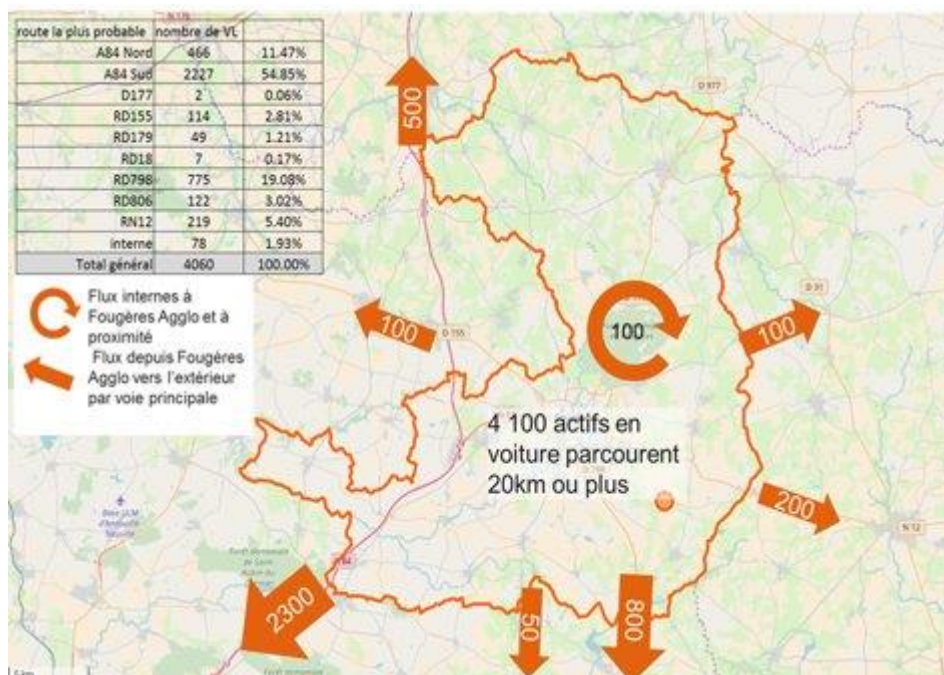 N 176
route la plus probable nombre de VL
A84 Nord 466 11.47%
A84 Sud 2227 54.85%
D177 2 0.06%
RD155 114 2.81%
RD179 49 1.21%
RD18 7 0.17%
RD798 775 19.08%
RD806 122 3.02%
RN12 219 5.40%
interne 78 1.93%
Total général 4060 100.00%
Flux internes à
Fougères Agglo et à
proximité
Flux depuis Fougères
Agglo vers l'extérieur
par voie principale
500
D 977
D 31
100
D 155
100
100
4 100 actifs en
voiture parcourent
20km ou plus
200
N 12
Base ULM
2300
50
800